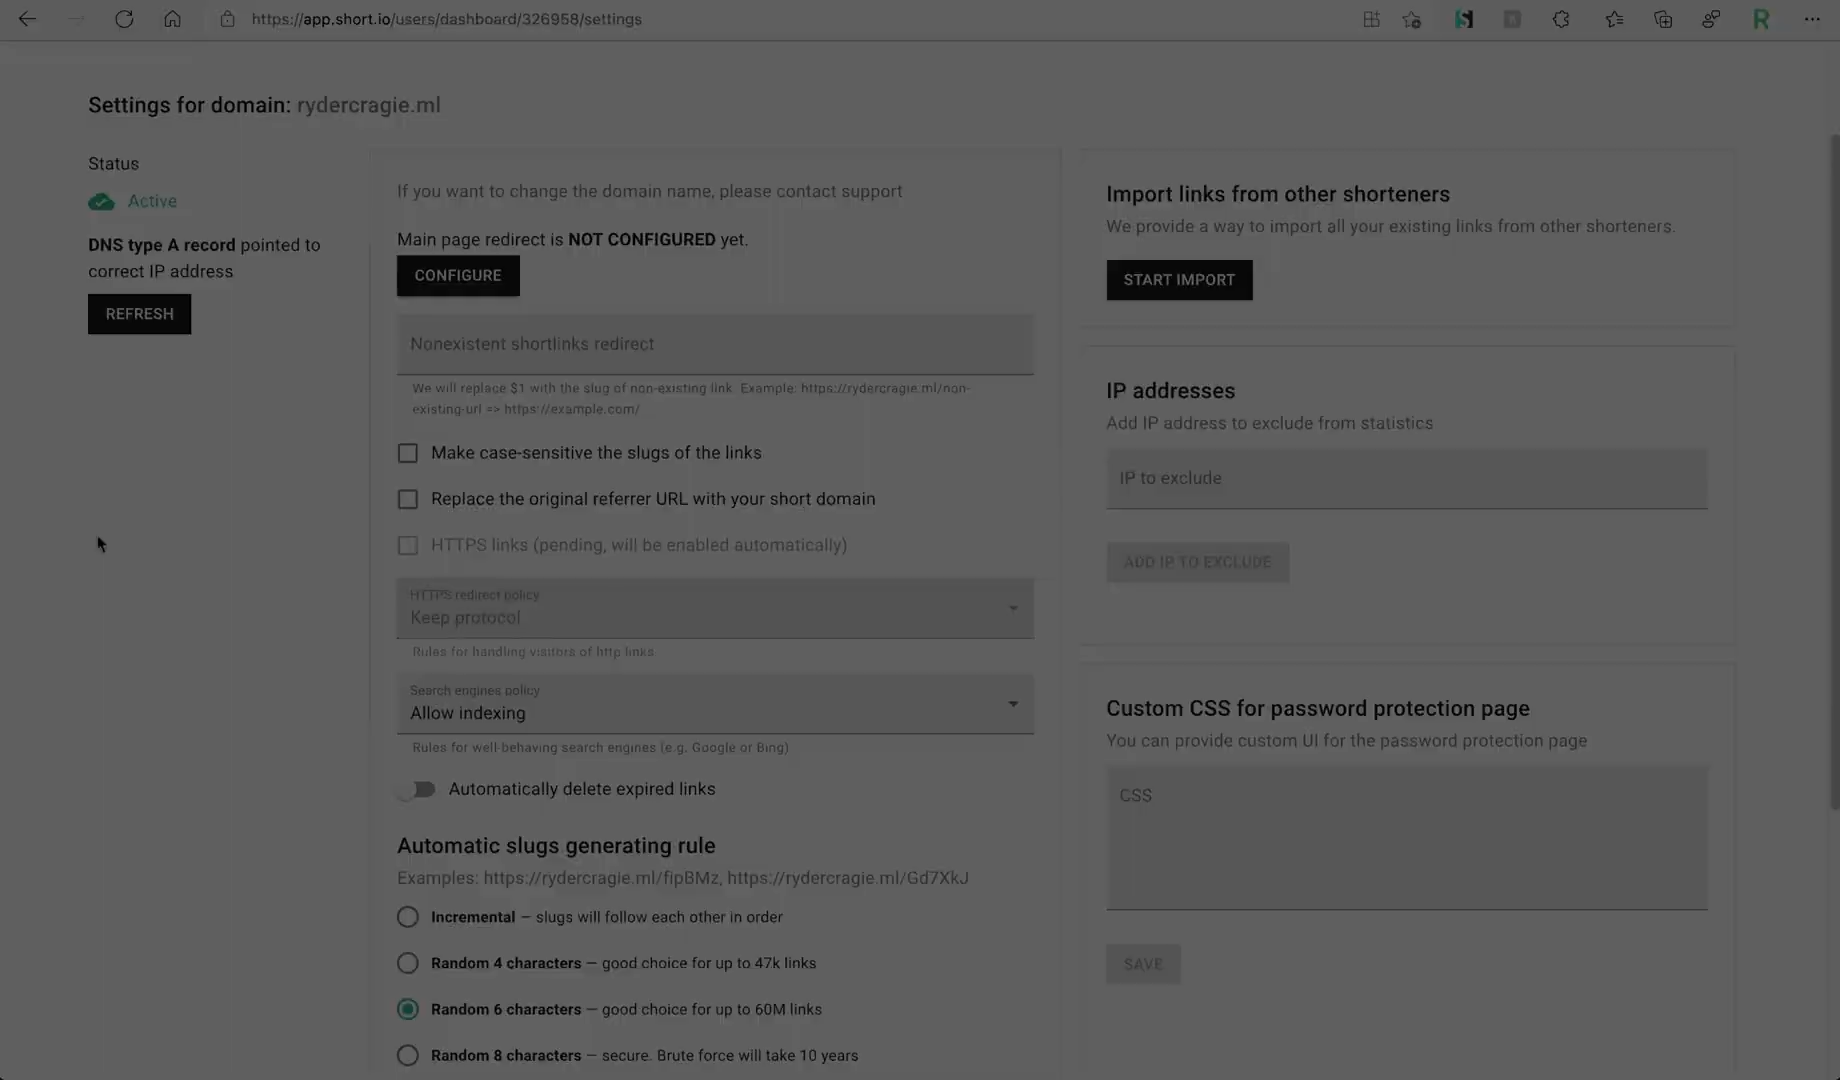 https://app.short.io/users/dashboard/326958/settings
Settings for domain: rydercragie.ml
Status
Active
DNS type A record pointed to
correct IP address
REFRESH
If you want to change the domain name, please contact support
Main page redirect is NOT CONFIGURED yet.
CONFIGURE
Nonexistent shortlinks redirect
We will replace $1 with the slug of non-existing link. Example: https://rydercragie.ml/non-
existing-url => https://example.com/
Make case-sensitive the slugs of the links
Replace the original referrer URL with your short domain
HTTPS links (pending, will be enabled automatically)
HTTPS redirect policy
Keep protocol
Rules for handling visitors of http links
Search engines policy
Allow indexing
Rules for well-behaving search engines (e.g. Google or Bing)
Automatically delete expired links
Automatic slugs generating rule
Examples: https://rydercragie.ml/fipBMz, https://rydercragie.ml/Gd7XkJ
Incremental — slugs will follow each other in order
Random 4 characters — good choice for up to 47k links
Random 6 characters — good choice for up to 60M links
Random 8 characters — secure. Brute force will take 10 years
Import links from other shorteners
We provide a way to import all your existing links from other shorteners.
START IMPORT
IP addresses
Add IP address to exclude from statistics
IP to exclude
ADD IP TO EXCLUDE
Custom CSS for password protection page
You can provide custom UI for the password protection page
CSS
SAVE